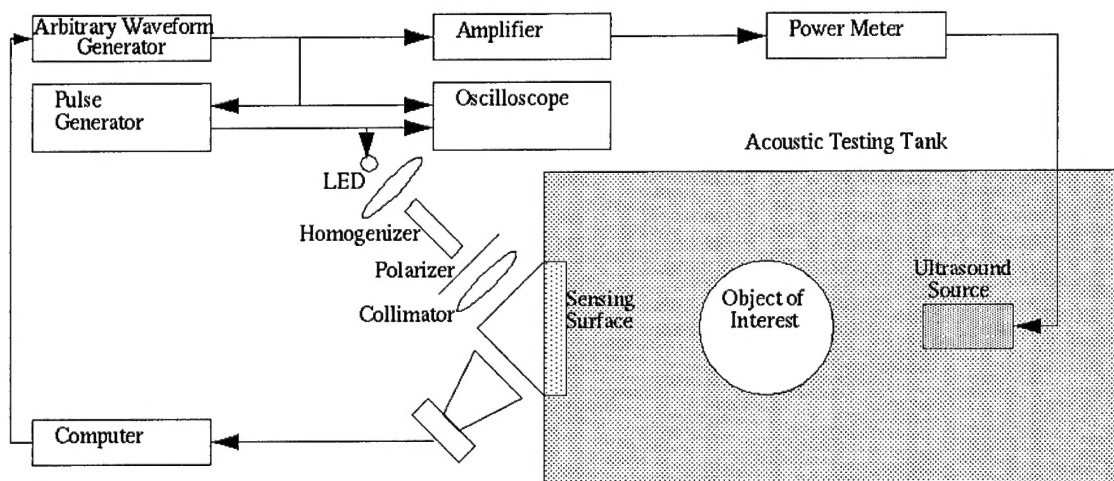 Arbitrary Waveform
Generator
Amplifier
Power Meter
Pulse
Generator
Oscilloscope
Acoustic Testing Tank
LED
Homogenizer
Polarizer
Collimator
Sensing
Surface
Object of
Interest
Ultrasound
Source
Computer